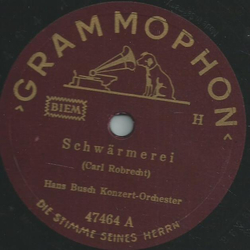 GRAMMOPHON
BIEM
H
Schwärmerei
(Carl Robrecht)
Hans Busch Konzert-Orchester
47464 A
DIE STIMME SEINES HERRN